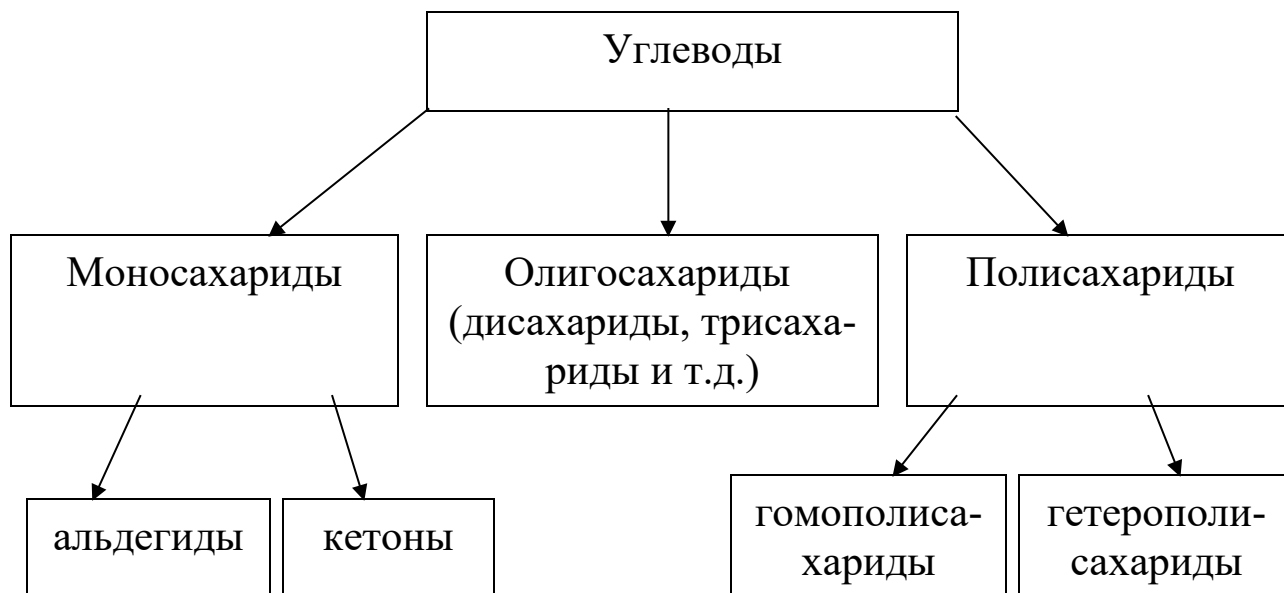 Углеводы
Моносахариды
Олигосахариды
(дисахариды, трисаха-
риды и т.д.)
Полисахариды
альдегиды
кетоны
гомополиса-
хариды
гетерополи-
сахариды